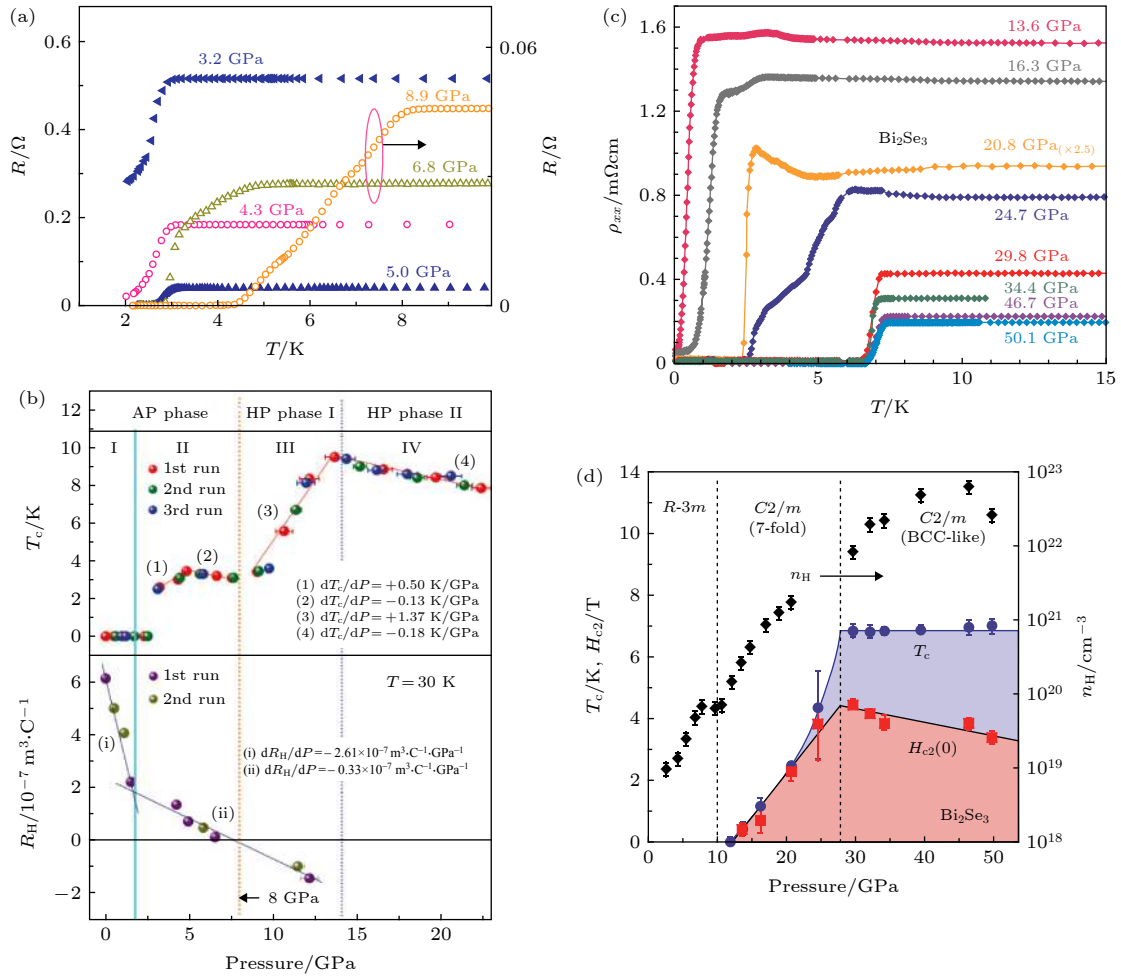 (a)
0.6
0.4
0.2
0
R/Ω
3.2 GPa
8.9 GPa
6.8 GPa
4.3 GPa
5.0 GPa
0.06
0
R/Ω
2
4
6
8
T/K
(b)
AP phase
HP phase I
HP phase II
I
II
III
IV
12
10
8
6
4
2
0
Tc/K
1st run
2nd run
3rd run
(1)
(2)
(3)
(4)
(1) dTc/dP=+0.50 K/GPa
(2) dTc/dP=−0.13 K/GPa
(3) dTc/dP=+1.37 K/GPa
(4) dTc/dP=−0.18 K/GPa
6
4
2
0
−2
RH/10⁻⁷ m³·C⁻¹
1st run
2nd run
T=30 K
(i)
(ii)
(i) dRH/dP=−2.61×10⁻⁷ m³·C⁻¹·GPa⁻¹
(ii) dRH/dP=−0.33×10⁻⁷ m³·C⁻¹·GPa⁻¹
8 GPa
0
5
10
15
20
Pressure/GPa
(c)
1.6
1.2
0.8
0.4
0
ρxx/mΩcm
13.6 GPa
16.3 GPa
Bi2Se3
20.8 GPa(×2.5)
24.7 GPa
29.8 GPa
34.4 GPa
46.7 GPa
50.1 GPa
0
5
10
15
T/K
(d)
14
12
10
8
6
4
2
0
Tc/K, Hc2/T
R-3m
C2/m
(7-fold)
C2/m
(BCC-like)
nH
Tc
Hc2(0)
Bi2Se3
10²³
10²²
10²¹
10²⁰
10¹⁹
10¹⁸
nH/cm⁻³
0
10
20
30
40
50
Pressure/GPa